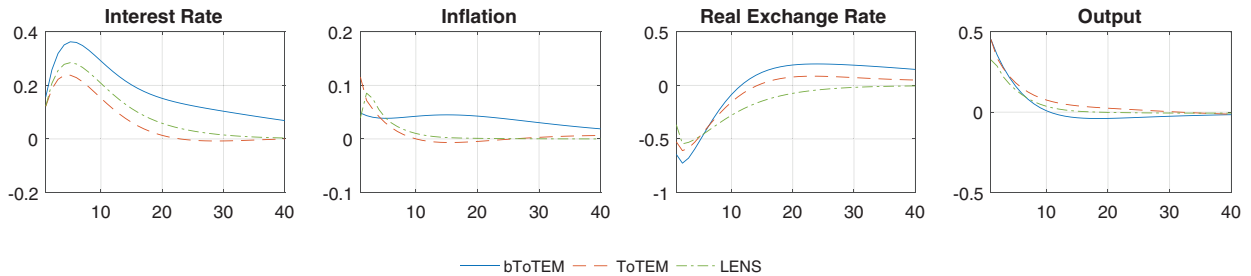 Interest Rate Inflation Real Exchange Rate Output
0.4 0.2 0.5 0.5
0.2 0.1 0 0
0 0 -0.5
-0.2 -0.1 -1 -0.5
10 20 30 40 10 20 30 40 10 20 30 40 10 20 30 40
bToTEM ToTEM LENS